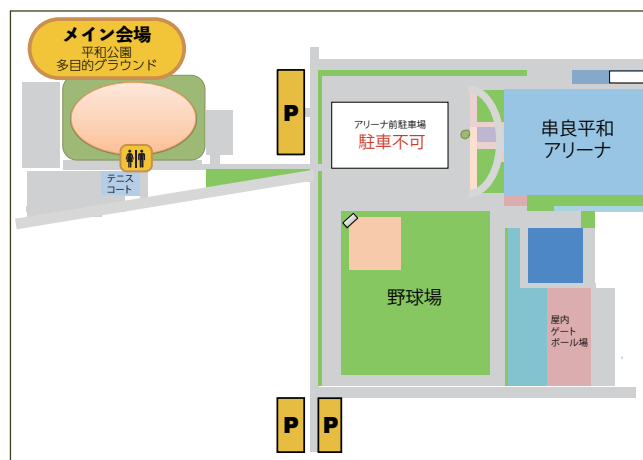 メイン会場
平和公園
多目的グラウンド
P
アリーナ前駐車場
駐車不可
串良平和
アリーナ
テニス
コート
野球場
屋内
ゲート
ボール場
P
P